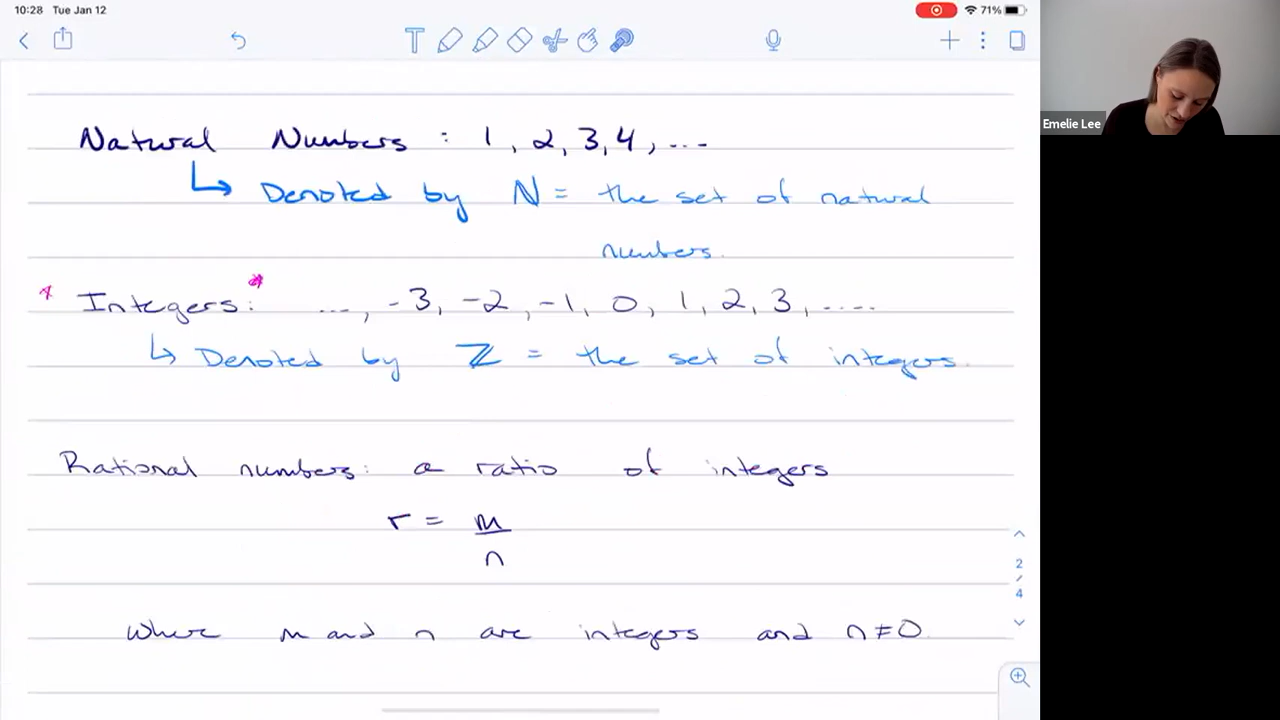 10:28 Tue Jan 12
71%
Natural Numbers : 1, 2, 3, 4, ...
↳ Denoted by ℕ = the set of natural
numbers.
* Integers:* ..., -3, -2, -1, 0, 1, 2, 3, ....
↳ Denoted by ℤ = the set of integers.
Rational numbers: a ratio of integers
r = m
n
where m and n are integers and n≠0.
2
/
4
Emelie Lee